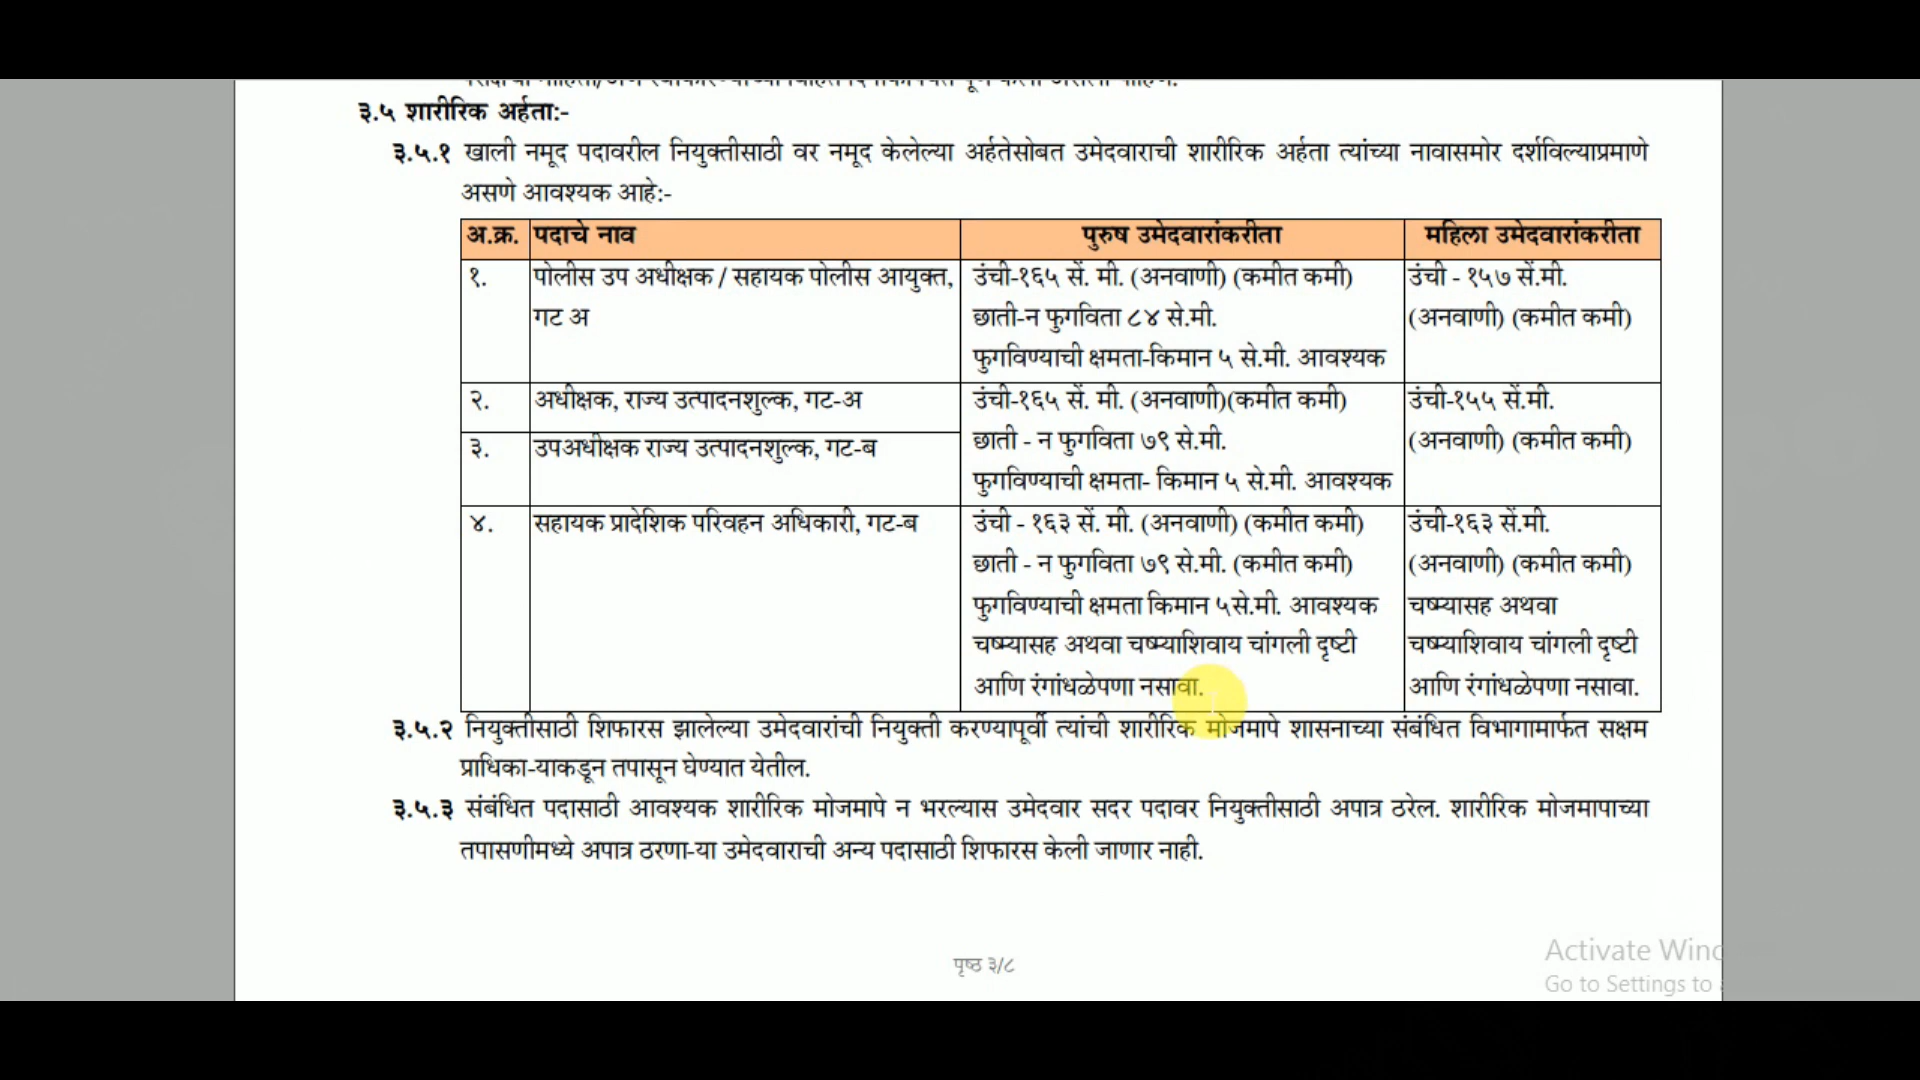 ३.५ शारीरिक अर्हता:-
३.५.१ खाली नमूद पदावरील नियुक्तीसाठी वर नमूद केलेल्या अर्हतेसोबत उमेदवाराची शारीरिक अर्हता त्यांच्या नावासमोर दर्शविल्याप्रमाणे
असणे आवश्यक आहे:-
अ.क्र. पदाचे नाव पुरुष उमेदवारांकरीता महिला उमेदवारांकरीता
१. पोलीस उप अधीक्षक / सहायक पोलीस आयुक्त, उंची-१६५ सें. मी. (अनवाणी) (कमीत कमी) उंची - १५७ सें.मी.
गट अ छाती-न फुगविता ८४ से.मी. (अनवाणी) (कमीत कमी)
फुगविण्याची क्षमता-किमान ५ से.मी. आवश्यक
२. अधीक्षक, राज्य उत्पादनशुल्क, गट-अ उंची-१६५ सें. मी. (अनवाणी)(कमीत कमी) उंची-१५५ सें.मी.
३. उपअधीक्षक राज्य उत्पादनशुल्क, गट-ब छाती - न फुगविता ७९ से.मी. (अनवाणी) (कमीत कमी)
फुगविण्याची क्षमता- किमान ५ से.मी. आवश्यक
४. सहायक प्रादेशिक परिवहन अधिकारी, गट-ब उंची - १६३ सें. मी. (अनवाणी) (कमीत कमी) उंची-१६३ सें.मी.
छाती - न फुगविता ७९ से.मी. (कमीत कमी) (अनवाणी) (कमीत कमी)
फुगविण्याची क्षमता किमान ५से.मी. आवश्यक चष्म्यासह अथवा
चष्म्यासह अथवा चष्म्याशिवाय चांगली दृष्टी चष्म्याशिवाय चांगली दृष्टी
आणि रंगांधळेपणा नसावा. आणि रंगांधळेपणा नसावा.
३.५.२ नियुक्तीसाठी शिफारस झालेल्या उमेदवारांची नियुक्ती करण्यापूर्वी त्यांची शारीरिक मोजमापे शासनाच्या संबंधित विभागामार्फत सक्षम
प्राधिका-याकडून तपासून घेण्यात येतील.
३.५.३ संबंधित पदासाठी आवश्यक शारीरिक मोजमापे न भरल्यास उमेदवार सदर पदावर नियुक्तीसाठी अपात्र ठरेल. शारीरिक मोजमापाच्या
तपासणीमध्ये अपात्र ठरणा-या उमेदवाराची अन्य पदासाठी शिफारस केली जाणार नाही.
पृष्ठ ३/८
Activate Winc
Go to Settings to